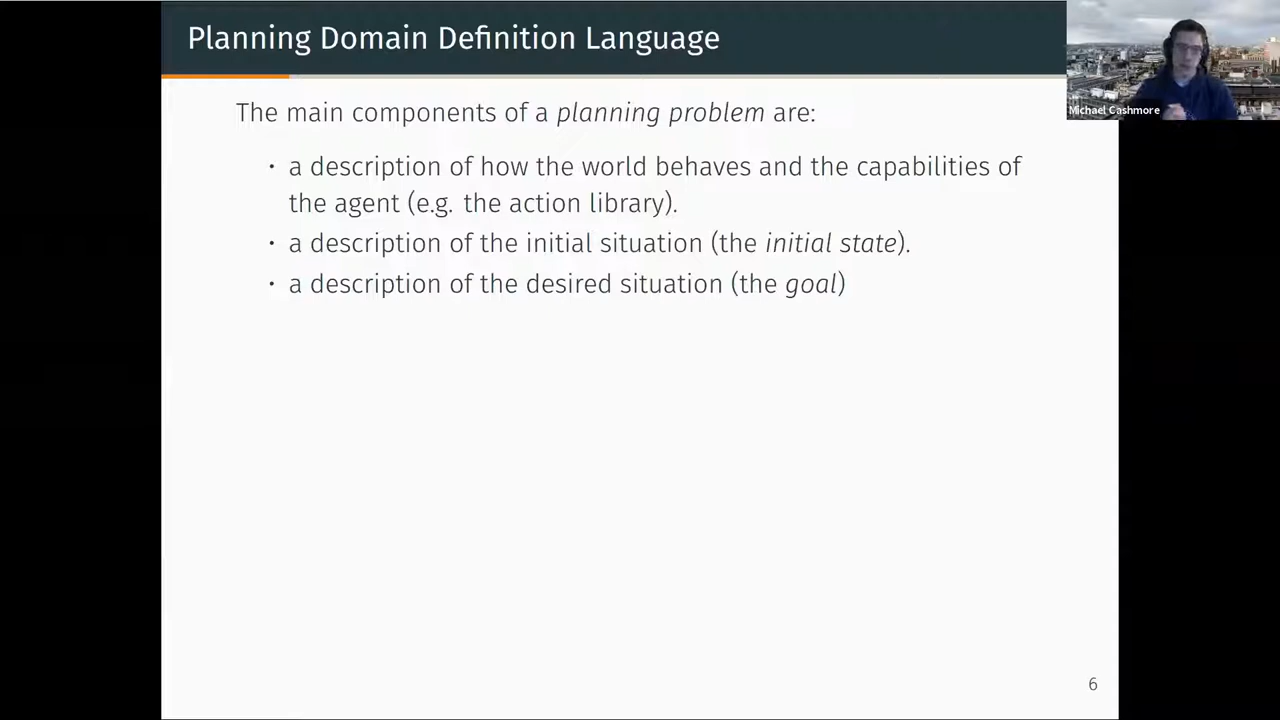 Planning Domain Definition Language
Michael Cashmore
The main components of a planning problem are:
• a description of how the world behaves and the capabilities of
the agent (e.g. the action library).
• a description of the initial situation (the initial state).
• a description of the desired situation (the goal)
6